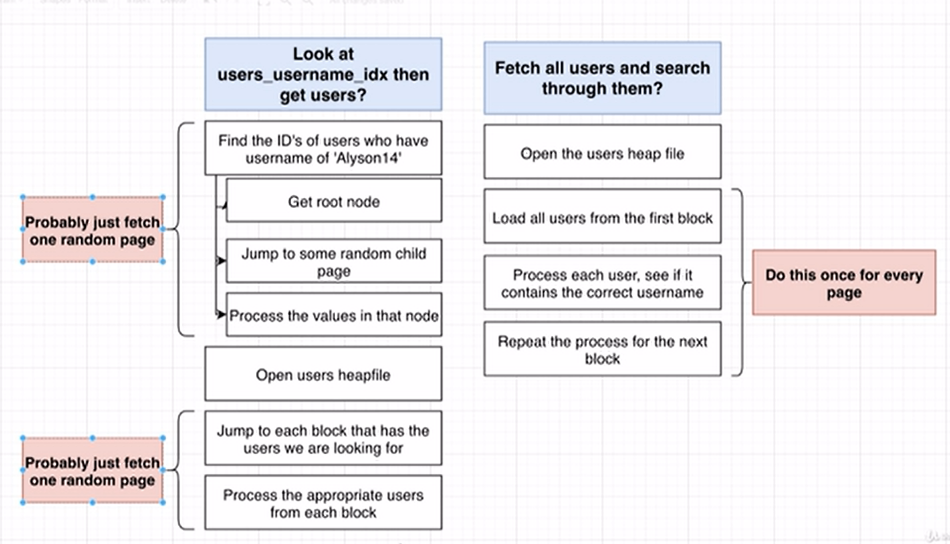 Look at
users_username_idx then
get users?
Find the ID's of users who have
username of 'Alyson14'
Get root node
Jump to some random child
page
Process the values in that node
Open users heapfile
Jump to each block that has the
users we are looking for
Process the appropriate users
from each block
Probably just fetch
one random page
Probably just fetch
one random page
Fetch all users and search
through them?
Open the users heap file
Load all users from the first block
Process each user, see if it
contains the correct username
Repeat the process for the next
block
Do this once for every
page